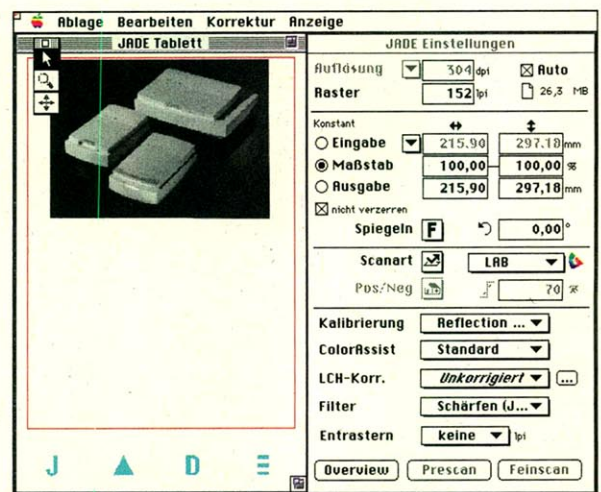 Ablage Bearbeiten Korrektur Anzeige
JADE Tablett
JADE Einstellungen
Auflösung 304 dpi Auto
Raster 152 lpi 26,3 MB
Konstant
Eingabe 215,90 297,18 mm
Maßstab 100,00 100,00 %
Ausgabe 215,90 297,18 mm
nicht verzerren
Spiegeln F 0,00°
Scanart LAB
Pos/Neg 70 %
Kalibrierung Reflection ...
ColorAssist Standard
LCH-Korr. Unkorrigiert ...
Filter Schärfen (J...
Entrastern keine lpi
J A D E
Overview Prescan Feinscan